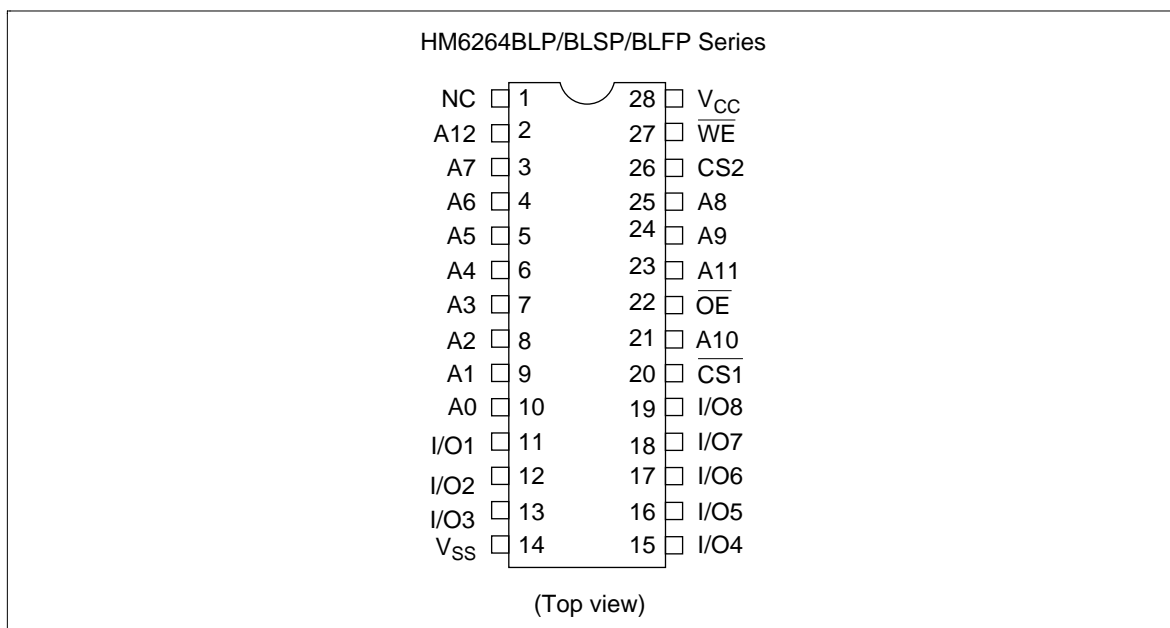 HM6264BLP/BLSP/BLFP Series
NC 1 28 VCC
A12 2 27 W̅E̅
A7 3 26 CS2
A6 4 25 A8
A5 5 24 A9
A4 6 23 A11
A3 7 22 O̅E̅
A2 8 21 A10
A1 9 20 C̅S̅1̅
A0 10 19 I/O8
I/O1 11 18 I/O7
I/O2 12 17 I/O6
I/O3 13 16 I/O5
VSS 14 15 I/O4
(Top view)